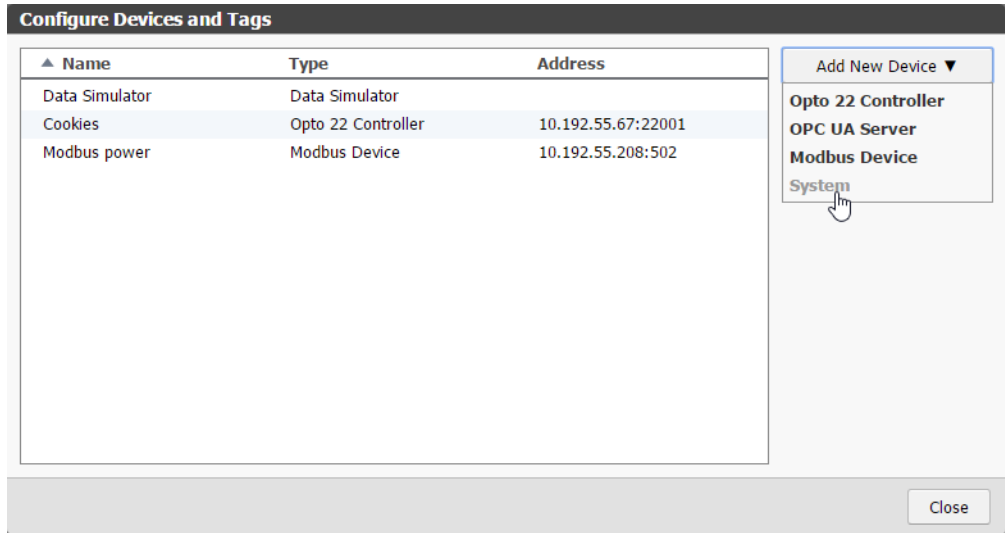 Configure Devices and Tags
▲ Name Type Address
Data Simulator Data Simulator
Cookies Opto 22 Controller 10.192.55.67:22001
Modbus power Modbus Device 10.192.55.208:502
Add New Device ▼
Opto 22 Controller
OPC UA Server
Modbus Device
System
Close